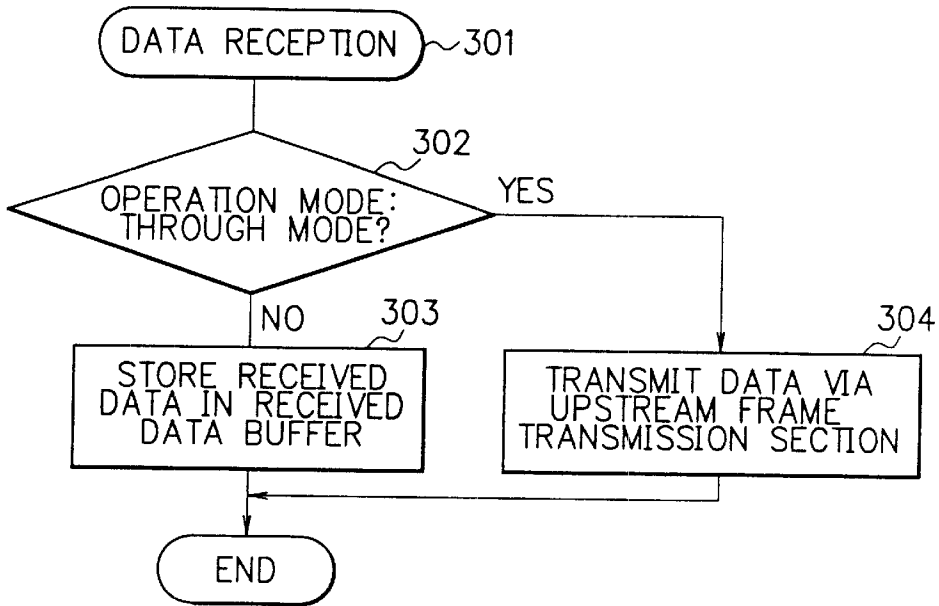 DATA RECEPTION
301
302
OPERATION MODE:
THROUGH MODE?
YES
NO
303
304
STORE RECEIVED
DATA IN RECEIVED
DATA BUFFER
TRANSMIT DATA VIA
UPSTREAM FRAME
TRANSMISSION SECTION
END